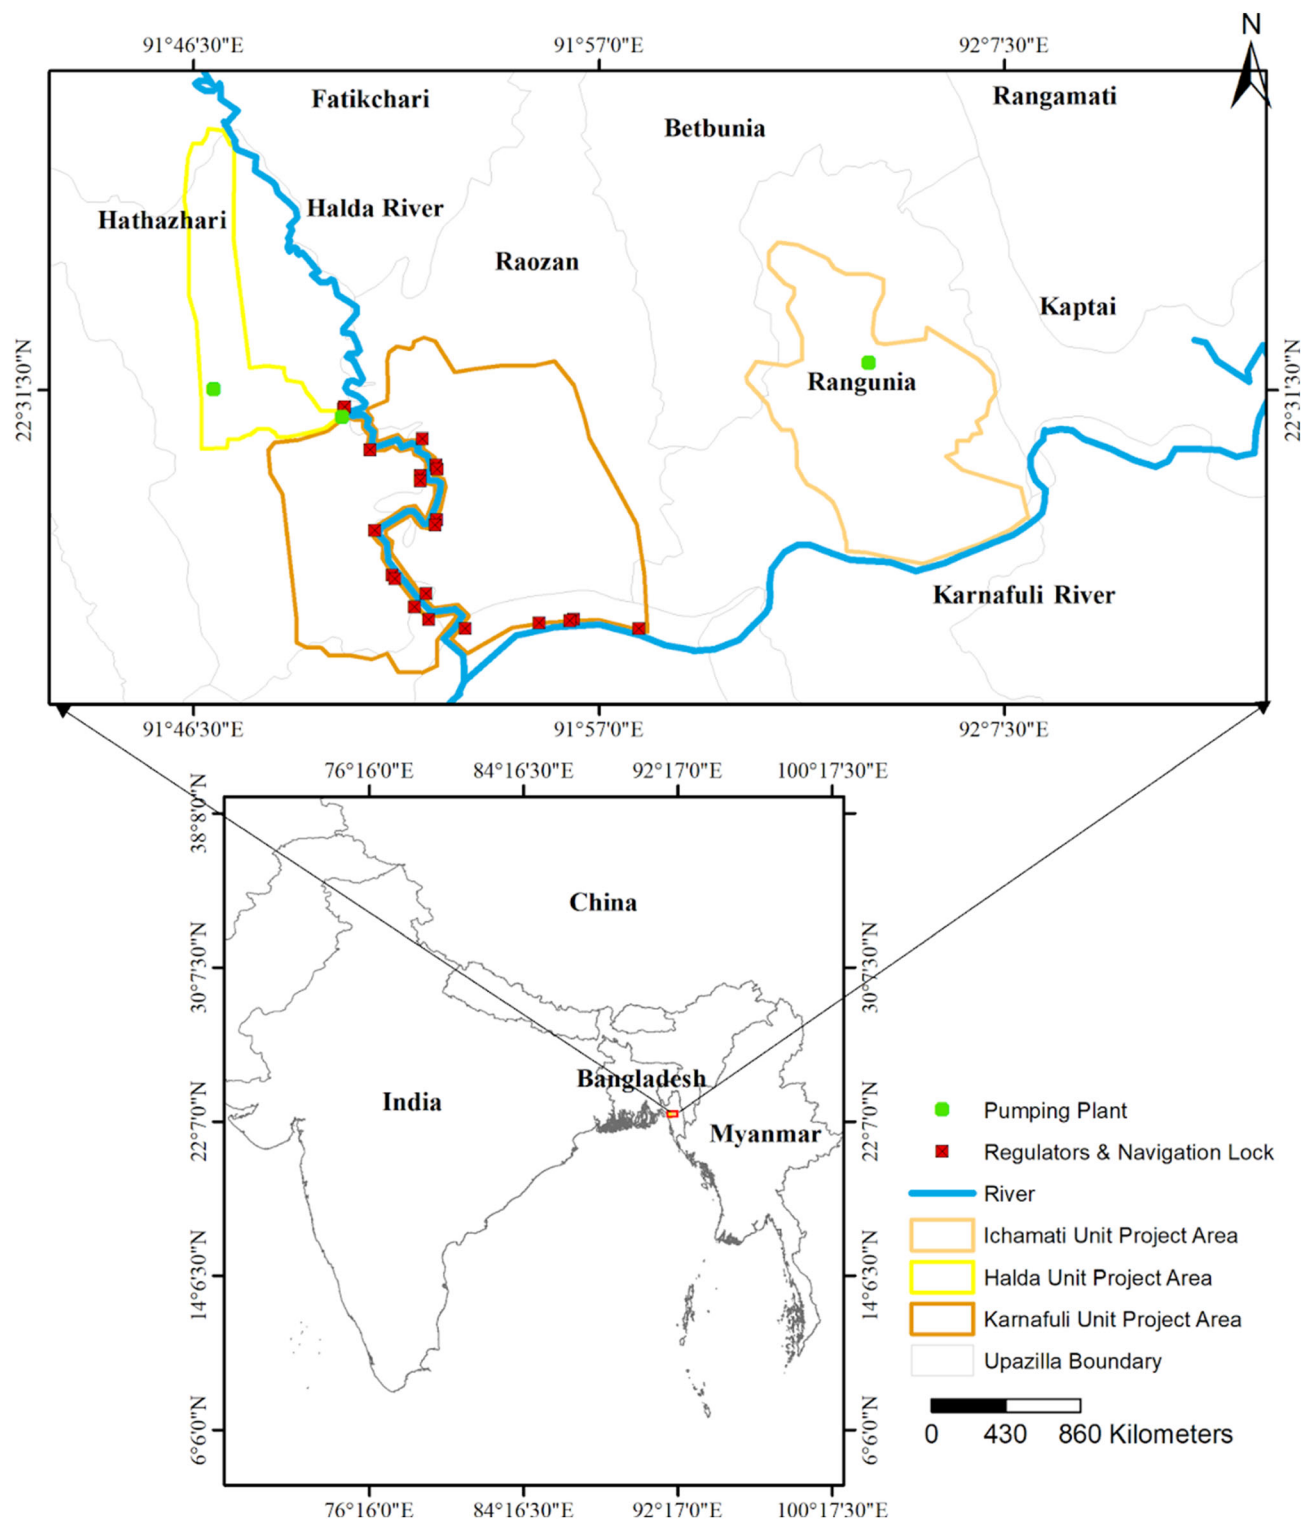 N
91°46'30"E
91°57'0"E
92°7'30"E
Fatikchari
Betbunia
Rangamati
Hathazhari
Halda River
Raozan
Kaptai
22°31'30"N
22°31'30"N
Rangunia
Karnafuli River
91°46'30"E
91°57'0"E
92°7'30"E
76°16'0"E
84°16'30"E
92°17'0"E
100°17'30"E
38°8'0"N
China
30°7'30"N
30°7'30"N
Bangladesh
India
22°7'0"N
22°7'0"N
Myanmar
Pumping Plant
Regulators & Navigation Lock
River
Ichamati Unit Project Area
Halda Unit Project Area
Karnafuli Unit Project Area
Upazilla Boundary
14°6'30"N
14°6'30"N
6°6'0"N
6°6'0"N
0 430 860 Kilometers
76°16'0"E
84°16'30"E
92°17'0"E
100°17'30"E